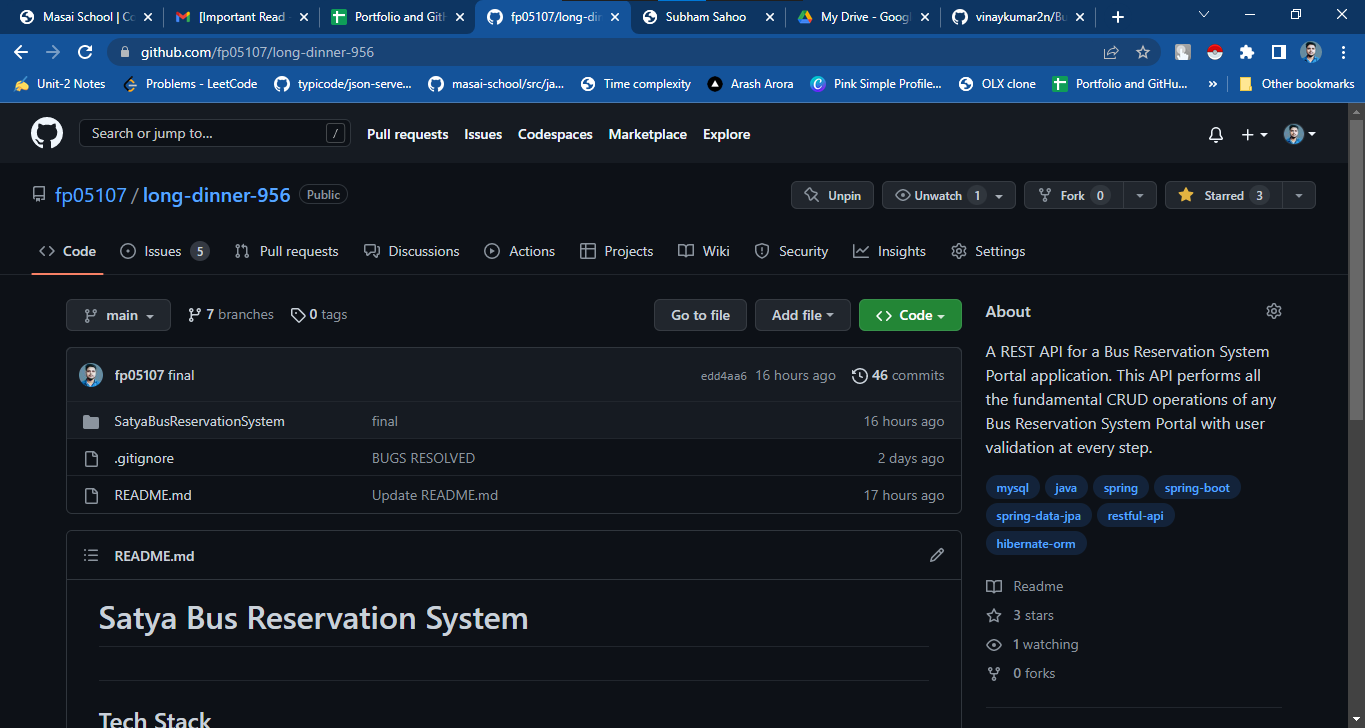 Masai School | Co
[Important Read -
Portfolio and Gith
fp05107/long-din
Subham Sahoo
My Drive - Googl
vinaykumar2n/Bu
github.com/fp05107/long-dinner-956
Unit-2 Notes
Problems - LeetCode
typicode/json-serve...
masai-school/src/ja...
Time complexity
Arash Arora
Pink Simple Profile...
OLX clone
Portfolio and GitHu...
»
Other bookmarks
Search or jump to...
/
Pull requests
Issues
Codespaces
Marketplace
Explore
fp05107 / long-dinner-956
Public
Unpin
Unwatch 1
Fork 0
Starred 3
Code
Issues 5
Pull requests
Discussions
Actions
Projects
Wiki
Security
Insights
Settings
main
7 branches
0 tags
Go to file
Add file
Code
fp05107 final
edd4aa6 16 hours ago
46 commits
SatyaBusReservationSystem
final
16 hours ago
.gitignore
BUGS RESOLVED
2 days ago
README.md
Update README.md
17 hours ago
README.md
Satya Bus Reservation System
Tech Stack
About
A REST API for a Bus Reservation System
Portal application. This API performs all
the fundamental CRUD operations of any
Bus Reservation System Portal with user
validation at every step.
mysql
java
spring
spring-boot
spring-data-jpa
restful-api
hibernate-orm
Readme
3 stars
1 watching
0 forks